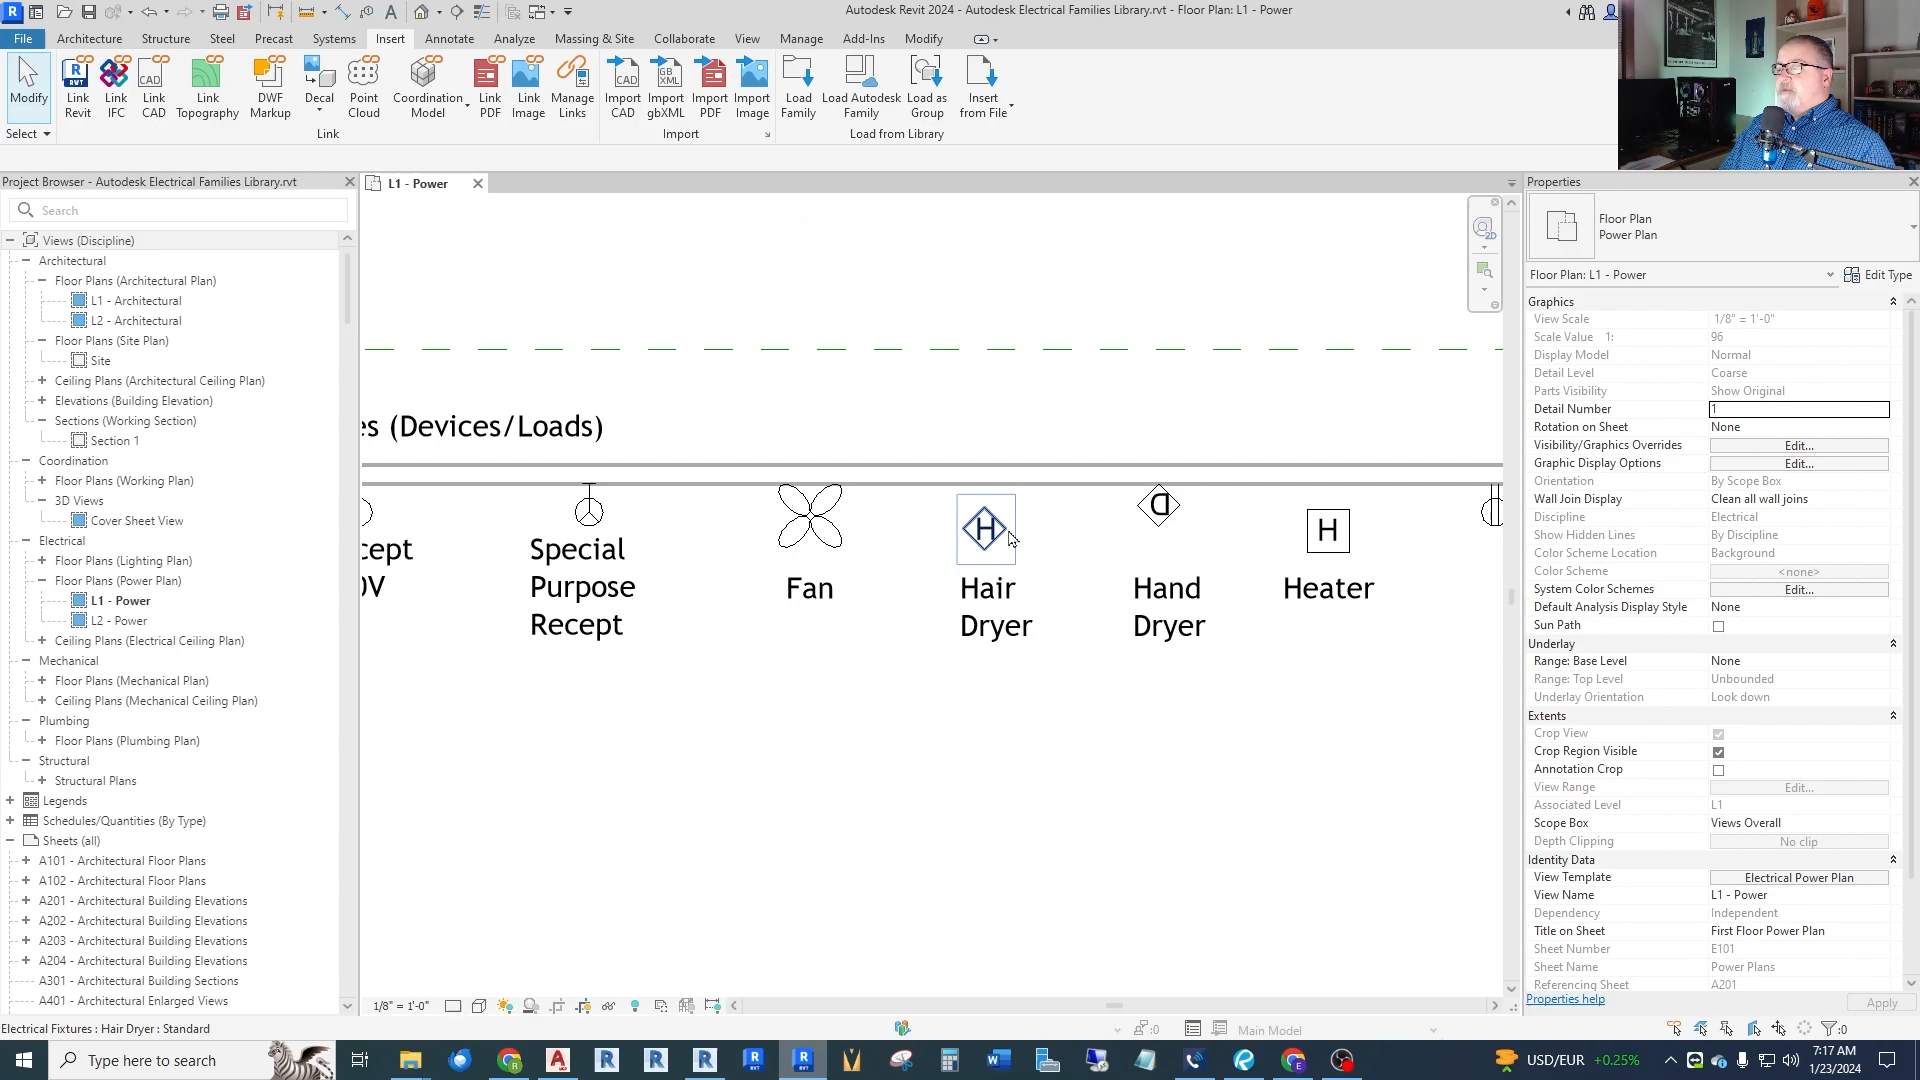 Autodesk Revit 2024 - Autodesk Electrical Families Library.rvt - Floor Plan: L1 - Power
File Architecture Structure Steel Precast Systems Insert Annotate Analyze Massing & Site Collaborate View Manage Add-Ins Modify
Modify
Link Revit
Link IFC
Link CAD
Link Topography
DWF Markup
Decal
Point Cloud
Coordination Model
Link PDF
Link Image
Manage Links
Import CAD
Import gbXML
Import PDF
Import Image
Load Family
Load Autodesk Family
Load as Group
Insert from File
Select
Link
Import
Load from Library
Project Browser - Autodesk Electrical Families Library.rvt
Search
Views (Discipline)
Architectural
Floor Plans (Architectural Plan)
L1 - Architectural
L2 - Architectural
Floor Plans (Site Plan)
Site
Ceiling Plans (Architectural Ceiling Plan)
Elevations (Building Elevation)
Sections (Working Section)
Section 1
Coordination
Floor Plans (Working Plan)
3D Views
Cover Sheet View
Electrical
Floor Plans (Lighting Plan)
Floor Plans (Power Plan)
L1 - Power
L2 - Power
Ceiling Plans (Electrical Ceiling Plan)
Mechanical
Floor Plans (Mechanical Plan)
Ceiling Plans (Mechanical Ceiling Plan)
Plumbing
Floor Plans (Plumbing Plan)
Structural
Structural Plans
Legends
Schedules/Quantities (By Type)
Sheets (all)
A101 - Architectural Floor Plans
A102 - Architectural Floor Plans
A201 - Architectural Building Elevations
A202 - Architectural Building Elevations
A203 - Architectural Building Elevations
A204 - Architectural Building Elevations
A301 - Architectural Building Sections
A401 - Architectural Enlarged Views
L1 - Power
2D
es (Devices/Loads)
H
D
H
cept
0V
Special
Purpose
Recept
Fan
Hair
Dryer
Hand
Dryer
Heater
1/8" = 1'-0"
Properties
Floor Plan
Power Plan
Floor Plan: L1 - Power
Edit Type
Graphics
View Scale 1/8" = 1'-0"
Scale Value 1: 96
Display Model Normal
Detail Level Coarse
Parts Visibility Show Original
Detail Number 1
Rotation on Sheet None
Visibility/Graphics Overrides Edit...
Graphic Display Options Edit...
Orientation By Scope Box
Wall Join Display Clean all wall joins
Discipline Electrical
Show Hidden Lines By Discipline
Color Scheme Location Background
Color Scheme <none>
System Color Schemes Edit...
Default Analysis Display Style None
Sun Path
Underlay
Range: Base Level None
Range: Top Level Unbounded
Underlay Orientation Look down
Extents
Crop View
Crop Region Visible
Annotation Crop
View Range Edit...
Associated Level L1
Scope Box Views Overall
Depth Clipping No clip
Identity Data
View Template Electrical Power Plan
View Name L1 - Power
Dependency Independent
Title on Sheet First Floor Power Plan
Sheet Number E101
Sheet Name Power Plans
Referencing Sheet A201
Properties help
Apply
Electrical Fixtures : Hair Dryer : Standard
:0
Main Model
:0
Type here to search
USD/EUR +0.25%
7:17 AM
1/23/2024